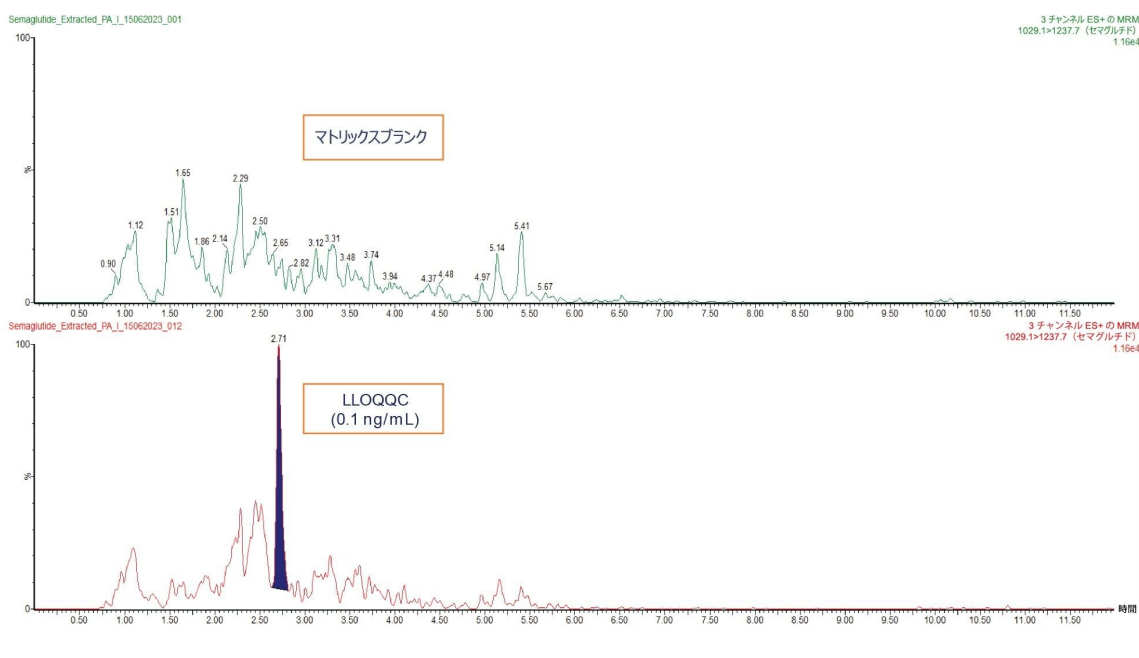 Semaglutide_Extracted_PA_I_15062023_001
3 チャンネル ES+ の MRM
1029.1>1237.7（セマグルチド）
1.16e4
100
マトリックスブランク
%
0
0.90
1.12
1.51
1.65
1.86
2.14
2.29
2.50
2.65
2.82
3.12
3.31
3.48
3.74
3.94
4.37
4.48
4.97
5.14
5.41
5.67
0.50 1.00 1.50 2.00 2.50 3.00 3.50 4.00 4.50 5.00 5.50 6.00 6.50 7.00 7.50 8.00 8.50 9.00 9.50 10.00 10.50 11.00 11.50
Semaglutide_Extracted_PA_I_15062023_012
3 チャンネル ES+ の MRM
1029.1>1237.7（セマグルチド）
1.16e4
100
2.71
LLOQQC
(0.1 ng/mL)
%
0
時間
0.50 1.00 1.50 2.00 2.50 3.00 3.50 4.00 4.50 5.00 5.50 6.00 6.50 7.00 7.50 8.00 8.50 9.00 9.50 10.00 10.50 11.00 11.50